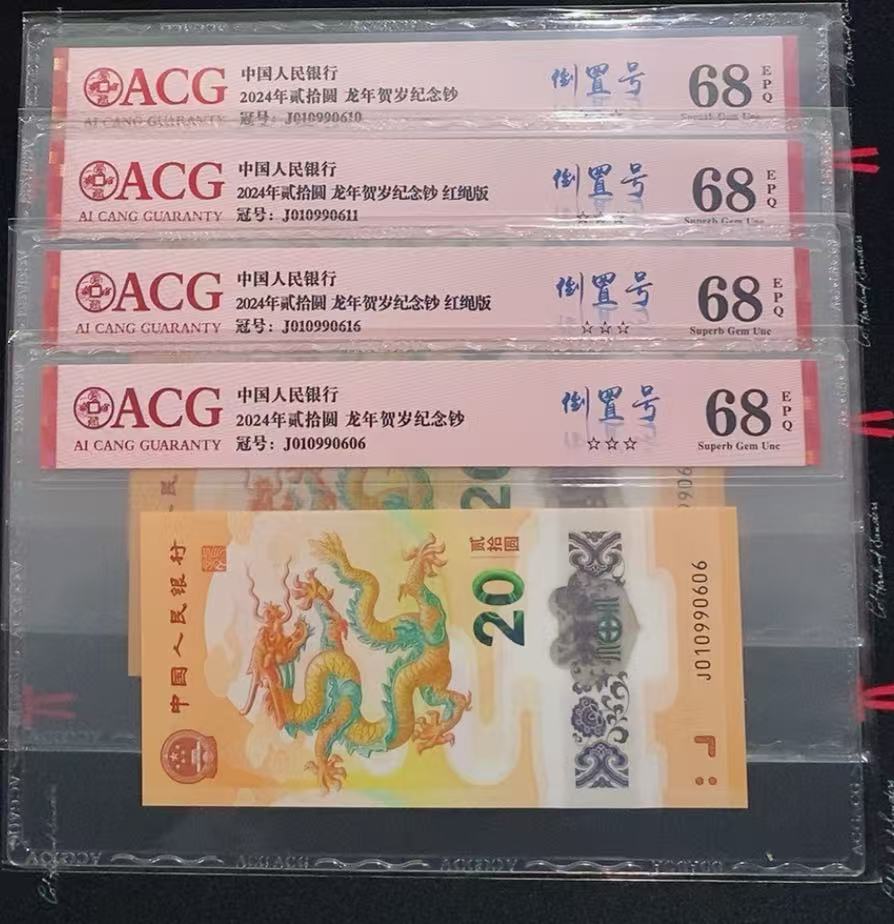 ACG
AI CANG GUARANTY
中国人民银行
2024年贰拾圆 龙年贺岁纪念钞
冠号：J010990610
倒置号
68
EPQ
Superb Gem Unc
ACG
AI CANG GUARANTY
中国人民银行
2024年贰拾圆 龙年贺岁纪念钞 红绳版
冠号：J010990611
倒置号
☆☆☆
68
EPQ
Superb Gem Unc
ACG
AI CANG GUARANTY
中国人民银行
2024年贰拾圆 龙年贺岁纪念钞 红绳版
冠号：J010990616
倒置号
☆☆☆
68
EPQ
Superb Gem Unc
ACG
AI CANG GUARANTY
中国人民银行
2024年贰拾圆 龙年贺岁纪念钞
冠号：J010990606
倒置号
☆☆☆
68
EPQ
Superb Gem Unc
民
20
906
中国人民银行
贰拾圆
20
J010990606